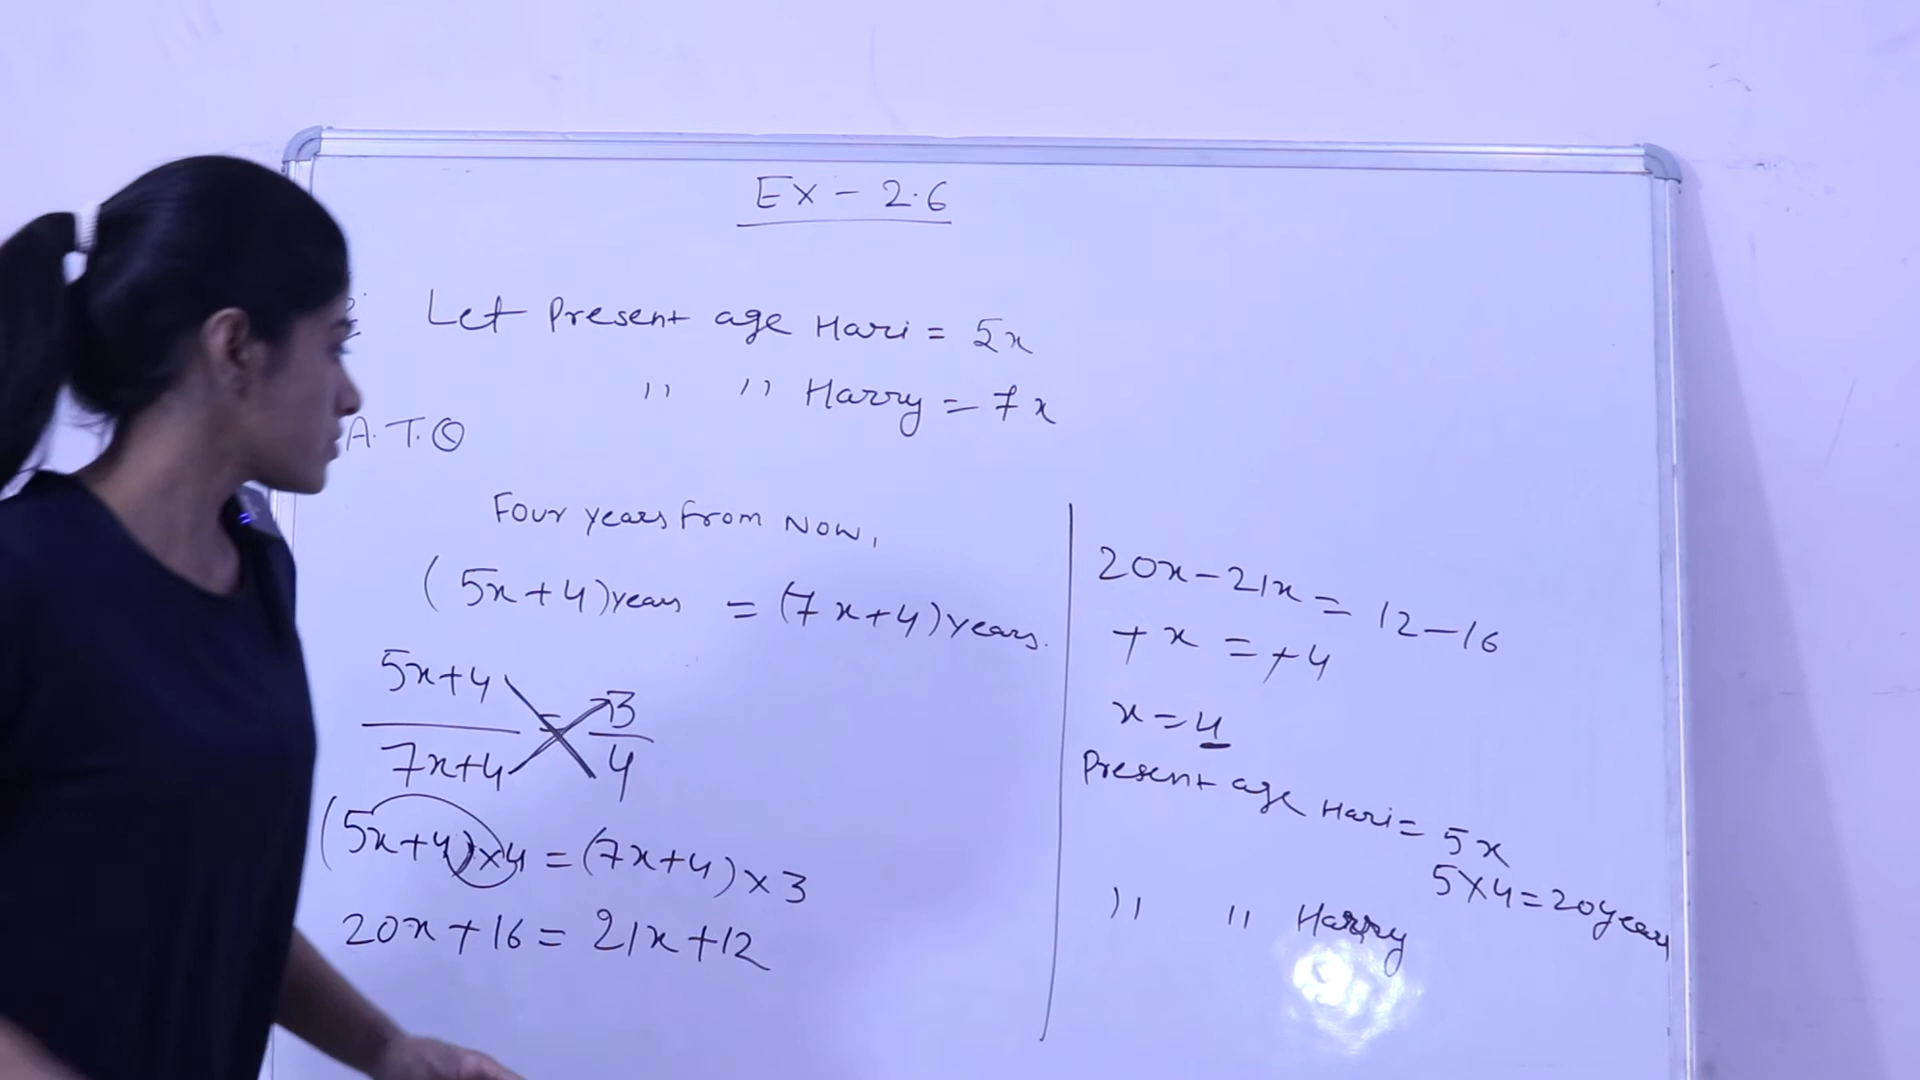 Ex - 2.6
Let Present age Hari = 5x
" " Harry = 7x
A.T.Q
Four years from Now,
(5x+4)years = (7x+4)years.
5x+4 = 3
7x+4 4
(5x+4)×4 = (7x+4)×3
20x+16 = 21x+12
20x-21x = 12-16
+x = +4
x = 4
Present age Hari = 5x
5×4=20year
" " Harry